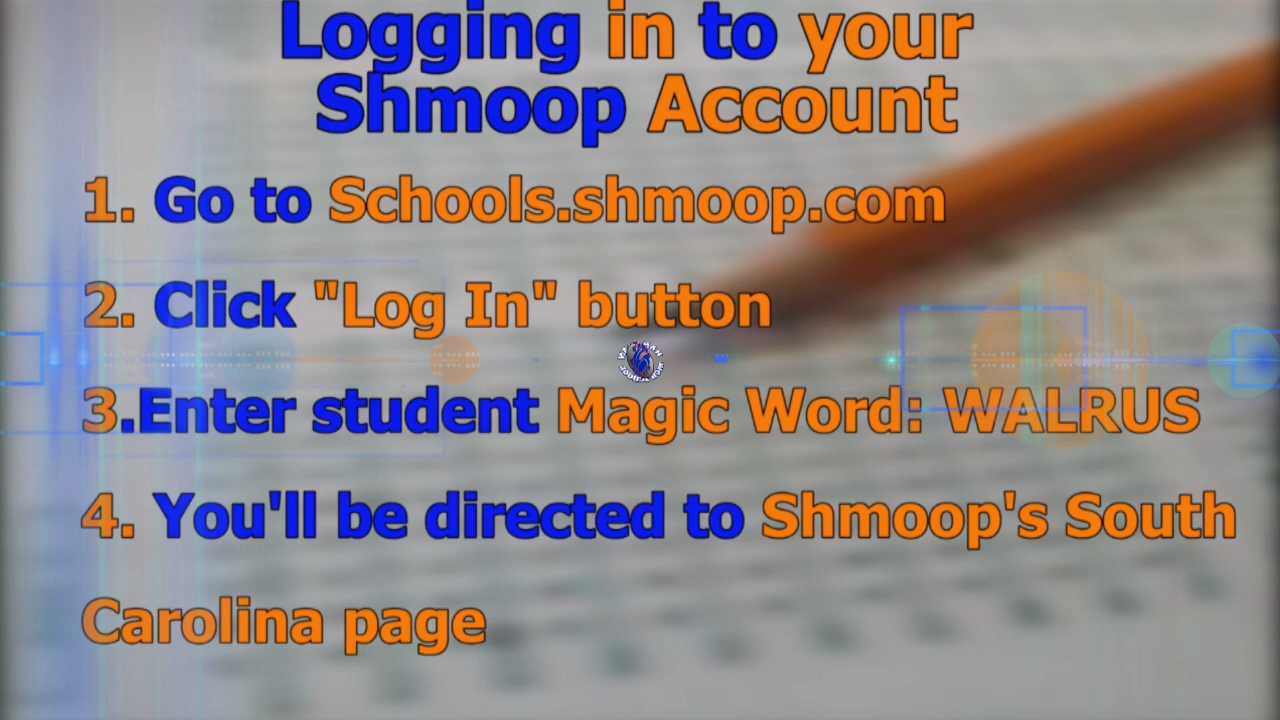 Logging in to your
Shmoop Account
1. Go to Schools.shmoop.com
2. Click "Log In" button
3.Enter student Magic Word: WALRUS
4. You'll be directed to Shmoop's South
Carolina page